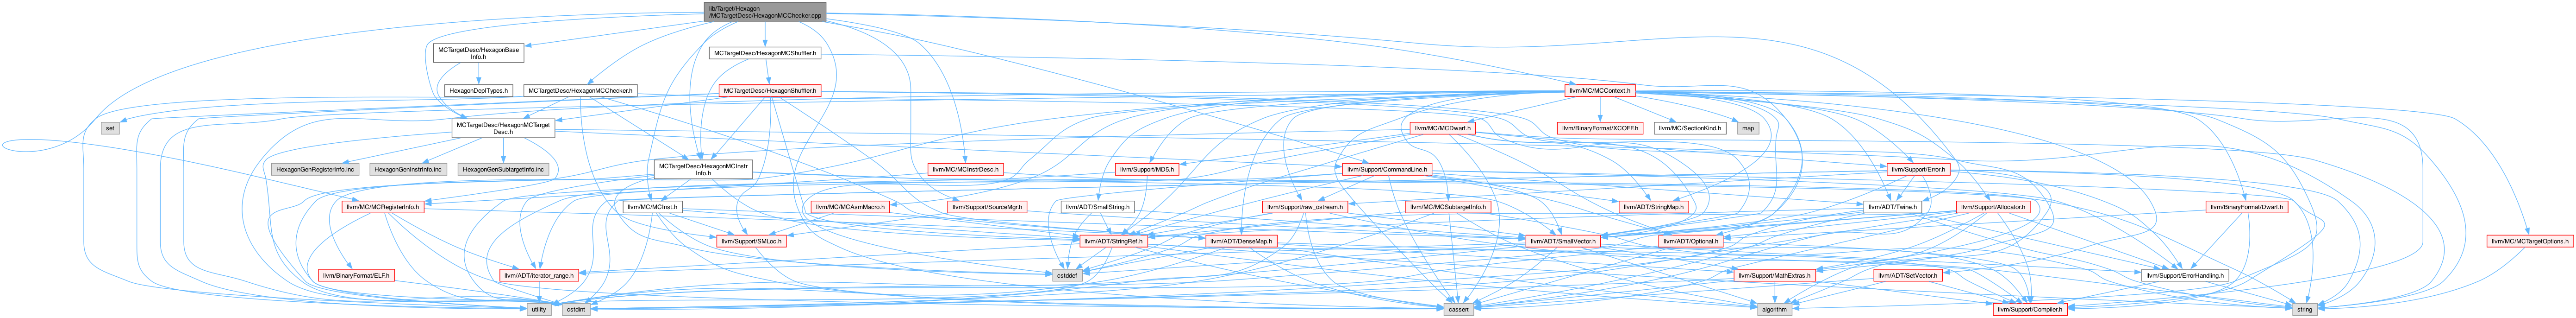 lib/Target/Hexagon
/MCTargetDesc/HexagonMCChecker.cpp
MCTargetDesc/HexagonBase
Info.h
MCTargetDesc/HexagonMCShuffler.h
HexagonDepITypes.h
MCTargetDesc/HexagonMCChecker.h
MCTargetDesc/HexagonShuffler.h
llvm/MC/MCContext.h
set
MCTargetDesc/HexagonMCTarget
Desc.h
llvm/MC/MCDwarf.h
llvm/BinaryFormat/XCOFF.h
llvm/MC/SectionKind.h
map
HexagonGenRegisterInfo.inc
HexagonGenInstrInfo.inc
HexagonGenSubtargetInfo.inc
MCTargetDesc/HexagonMCInstr
Info.h
llvm/MC/MCInstrDesc.h
llvm/Support/MD5.h
llvm/Support/CommandLine.h
llvm/Support/Error.h
llvm/MC/MCRegisterInfo.h
llvm/MC/MCInst.h
llvm/MC/MCAsmMacro.h
llvm/Support/SourceMgr.h
llvm/ADT/SmallString.h
llvm/Support/raw_ostream.h
llvm/MC/MCSubtargetInfo.h
llvm/ADT/StringMap.h
llvm/ADT/Twine.h
llvm/Support/Allocator.h
llvm/BinaryFormat/Dwarf.h
llvm/Support/SMLoc.h
llvm/ADT/StringRef.h
llvm/ADT/DenseMap.h
llvm/ADT/SmallVector.h
llvm/ADT/Optional.h
llvm/MC/MCTargetOptions.h
llvm/BinaryFormat/ELF.h
llvm/ADT/iterator_range.h
cstddef
llvm/Support/MathExtras.h
llvm/ADT/SetVector.h
llvm/Support/ErrorHandling.h
utility
cstdint
cassert
algorithm
llvm/Support/Compiler.h
string